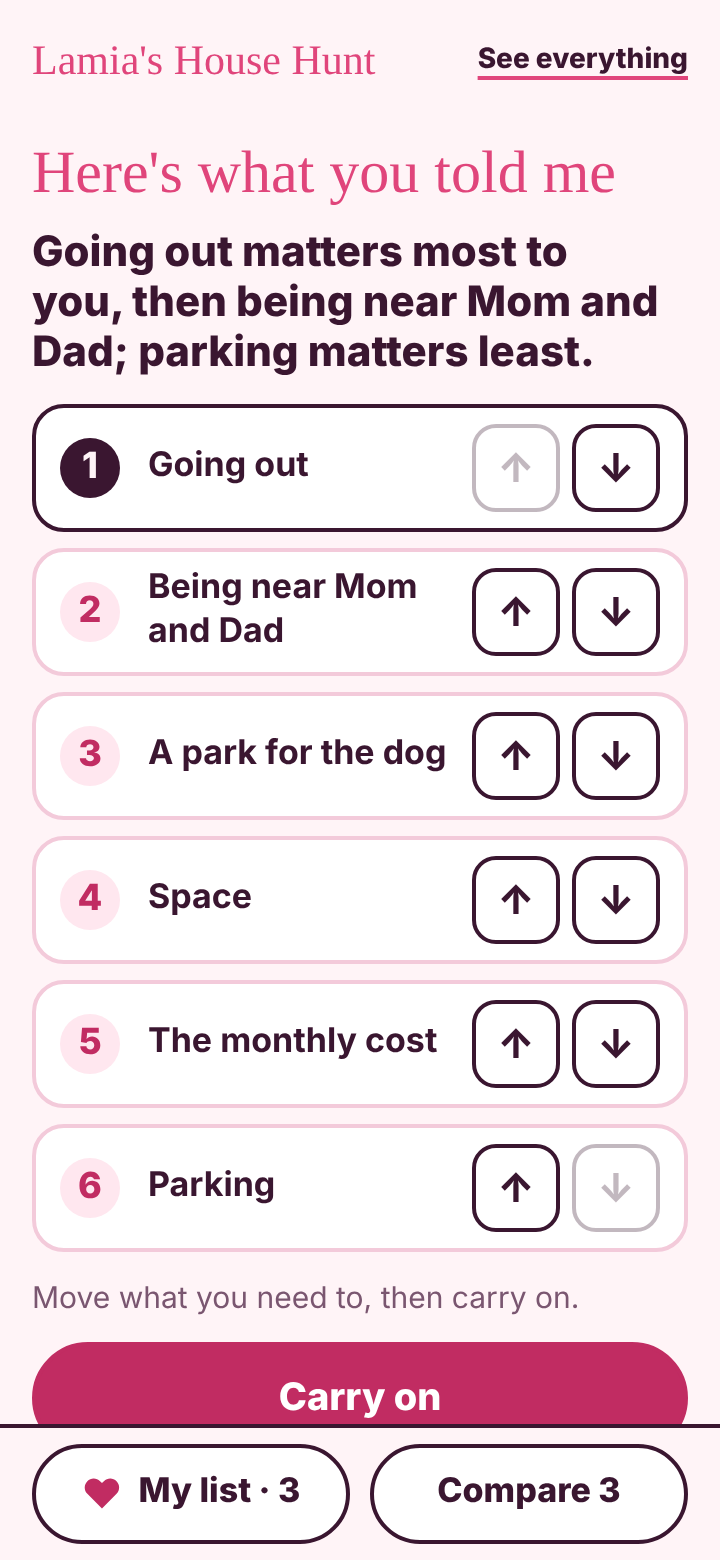 Lamia's House Hunt
See everything
Here's what you told me
Going out matters most to
you, then being near Mom and
Dad; parking matters least.
1 Going out ↑ ↓
2 Being near Mom
and Dad ↑ ↓
3 A park for the dog ↑ ↓
4 Space ↑ ↓
5 The monthly cost ↑ ↓
6 Parking ↑ ↓
Move what you need to, then carry on.
Carry on
My list · 3
Compare 3